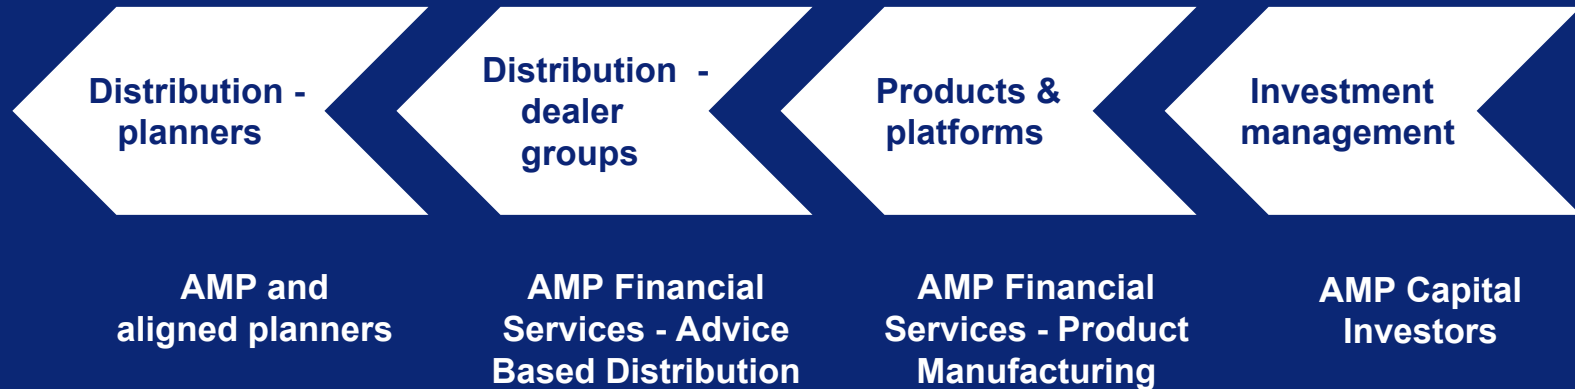 Distribution -
planners
Distribution -
dealer
groups
Products &
platforms
Investment
management
AMP and
aligned planners
AMP Financial
Services - Advice
Based Distribution
AMP Financial
Services - Product
Manufacturing
AMP Capital
Investors